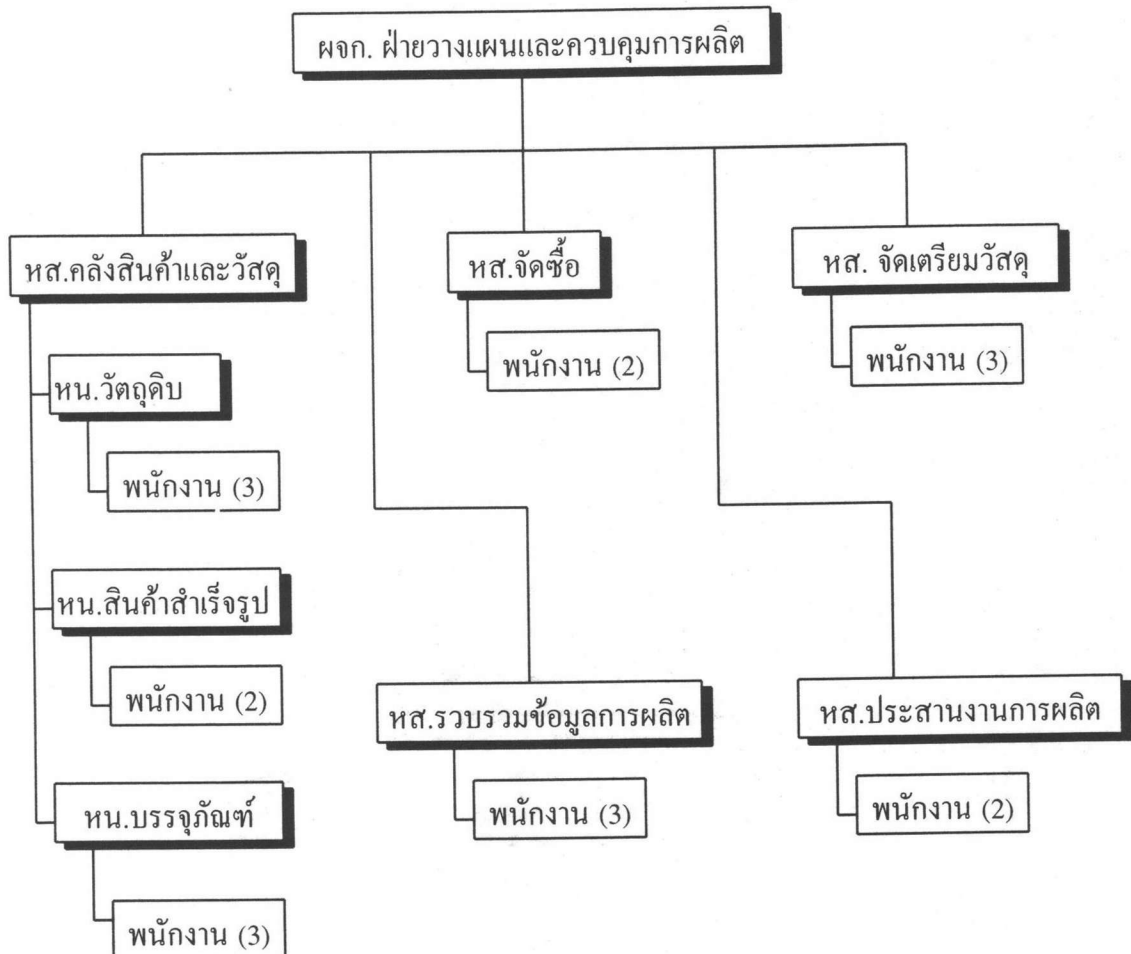 ผจก. ฝ่ายวางแผนและควบคุมการผลิต
หส.คลังสินค้าและวัสดุ
หส.จัดซื้อ
หส. จัดเตรียมวัสดุ
พนักงาน (2)
พนักงาน (3)
หน.วัตถุดิบ
พนักงาน (3)
หน.สินค้าสำเร็จรูป
พนักงาน (2)
หส.รวบรวมข้อมูลการผลิต
หส.ประสานงานการผลิต
พนักงาน (3)
พนักงาน (2)
หน.บรรจุภัณฑ์
พนักงาน (3)